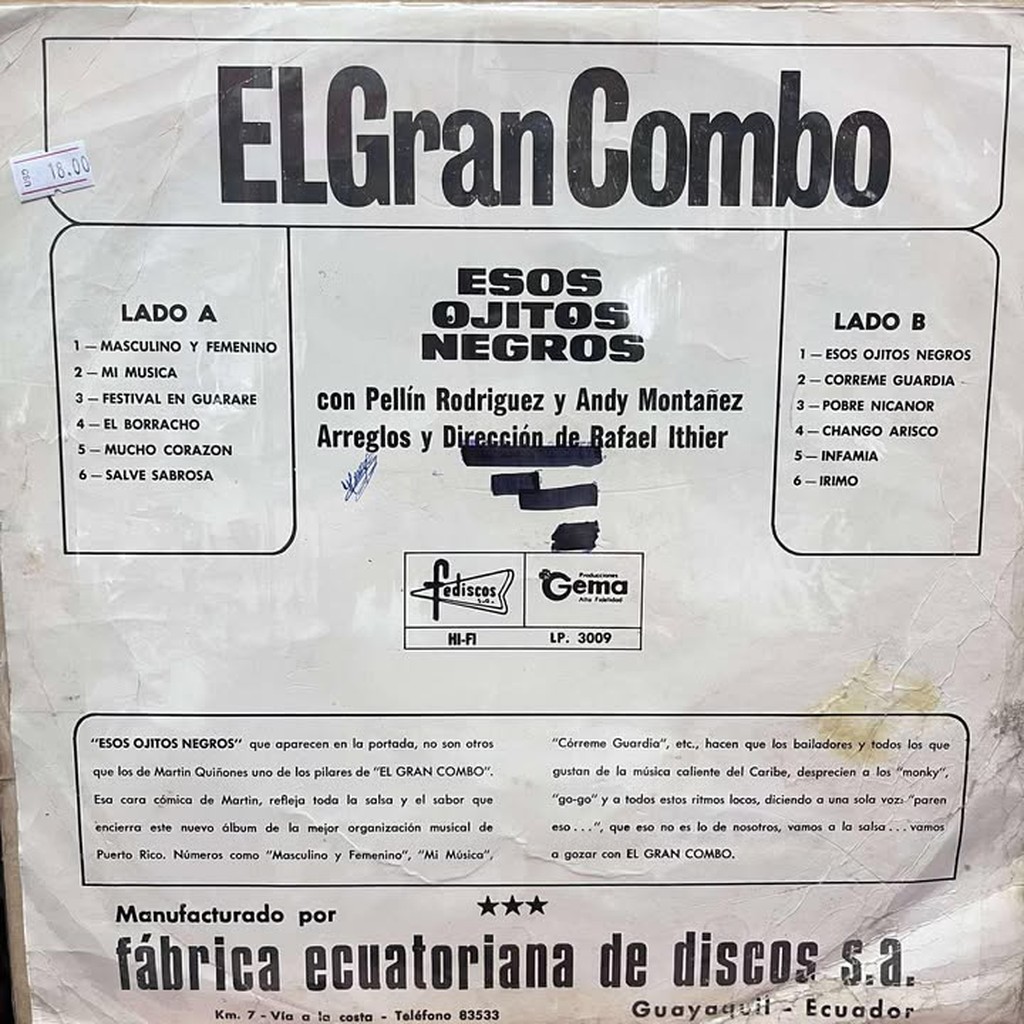 EL Gran Combo
USD 18.00
LADO A
1 — MASCULINO Y FEMENINO
2 — MI MUSICA
3 — FESTIVAL EN GUARARE
4 — EL BORRACHO
5 — MUCHO CORAZON
6 — SALVE SABROSA
ESOS
OJITOS
NEGROS
con Pellín Rodriguez y Andy Montañez
Arreglos y Dirección de Rafael Ithier
LADO B
1 — ESOS OJITOS NEGROS
2 — CORREME GUARDIA
3 — POBRE NICANOR
4 — CHANGO ARISCO
5 — INFAMIA
6 — IRIMO
fediscos S.A.
Producciones
Gema
Alta Fidelidad
HI-FI
LP. 3009
"ESOS OJITOS NEGROS" que aparecen en la portada, no son otros
que los de Martin Quiñones uno de los pilares de "EL GRAN COMBO".
Esa cara cómica de Martin, refleja toda la salsa y el sabor que
encierra este nuevo álbum de la mejor organización musical de
Puerto Rico. Números como "Masculino y Femenino", "Mi Música",
"Córreme Guardia", etc., hacen que los bailadores y todos los que
gustan de la música caliente del Caribe, desprecien a los "monky",
"go-go" y a todos estos ritmos locos, diciendo a una sola voz: "paren
eso...", que eso no es lo de nosotros, vamos a la salsa...vamos
a gozar con EL GRAN COMBO.
Manufacturado por
fábrica ecuatoriana de discos s.a.
Km. 7 - Vía a la costa - Teléfono 83533
Guayaquil - Ecuador